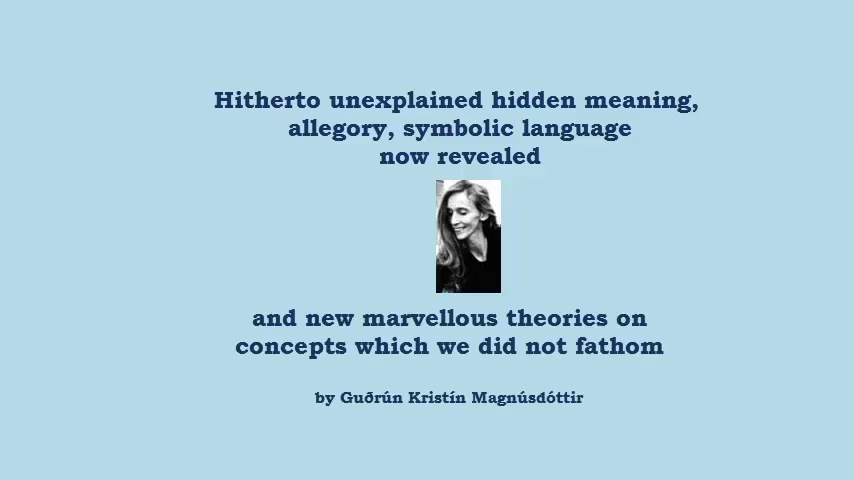 Hitherto unexplained hidden meaning,
allegory, symbolic language
now revealed
and new marvellous theories on
concepts which we did not fathom
by Guðrún Kristín Magnúsdóttir